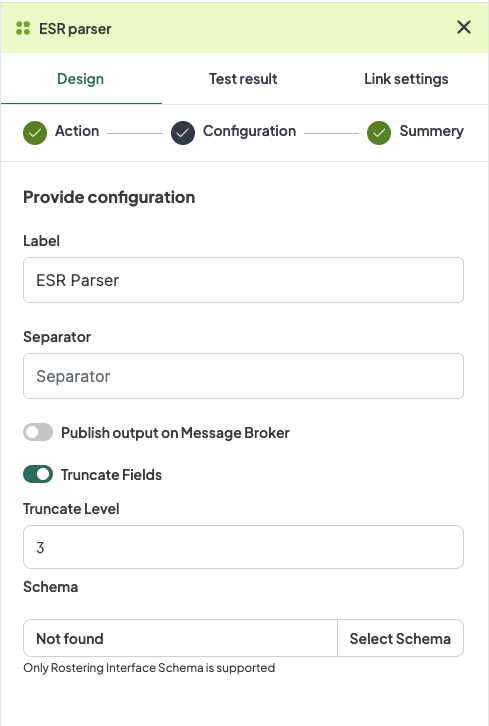 ESR parser
Design Test result Link settings
Action Configuration Summery
Provide configuration
Label
ESR Parser
Separator
Separator
Publish output on Message Broker
Truncate Fields
Truncate Level
3
Schema
Not found Select Schema
Only Rostering Interface Schema is supported